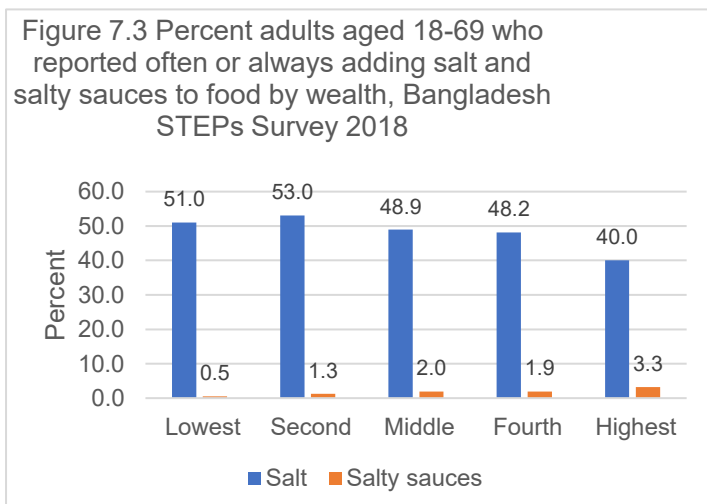 Figure 7.3 Percent adults aged 18-69 who
reported often or always adding salt and
salty sauces to food by wealth, Bangladesh
STEPs Survey 2018
60.0
50.0
40.0
30.0
20.0
10.0
0.0
Percent
51.0
53.0
48.9
48.2
40.0
0.5
1.3
2.0
1.9
3.3
Lowest Second Middle Fourth Highest
Salt Salty sauces